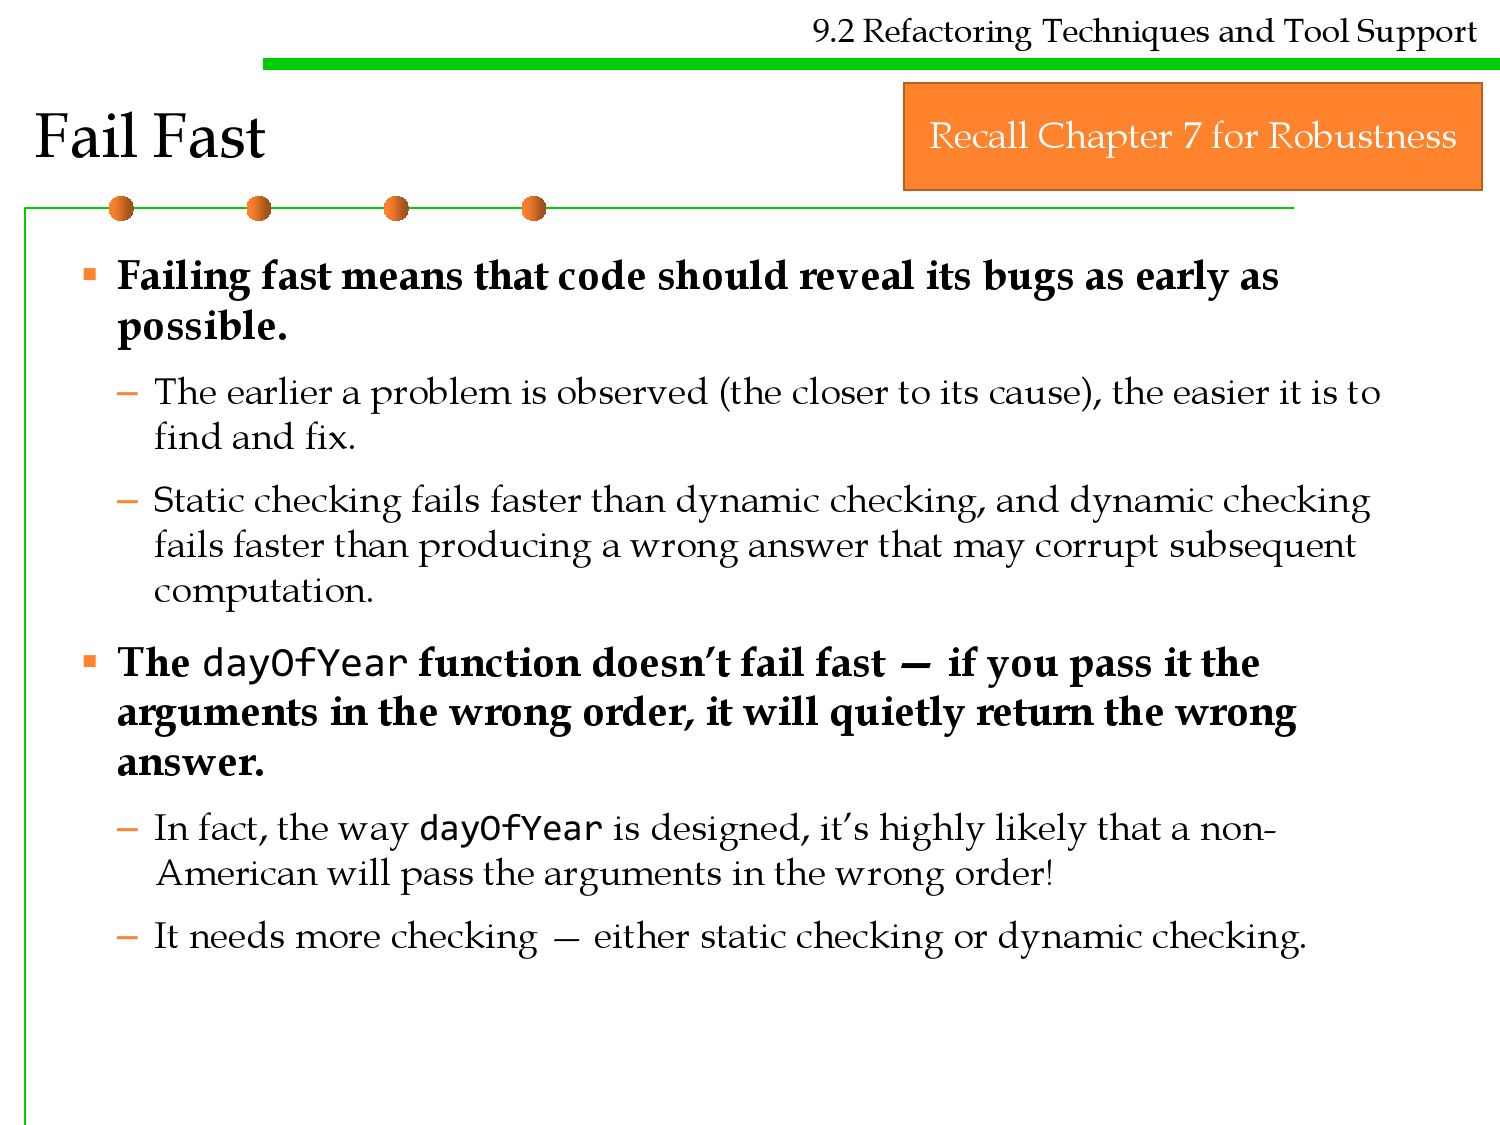 9.2 Refactoring Techniques and Tool Support
Fail Fast
Recall Chapter 7 for Robustness
▪ Failing fast means that code should reveal its bugs as early as
possible.
– The earlier a problem is observed (the closer to its cause), the easier it is to
find and fix.
– Static checking fails faster than dynamic checking, and dynamic checking
fails faster than producing a wrong answer that may corrupt subsequent
computation.
▪ The dayOfYear function doesn’t fail fast — if you pass it the
arguments in the wrong order, it will quietly return the wrong
answer.
– In fact, the way dayOfYear is designed, it’s highly likely that a non-
American will pass the arguments in the wrong order!
– It needs more checking — either static checking or dynamic checking.